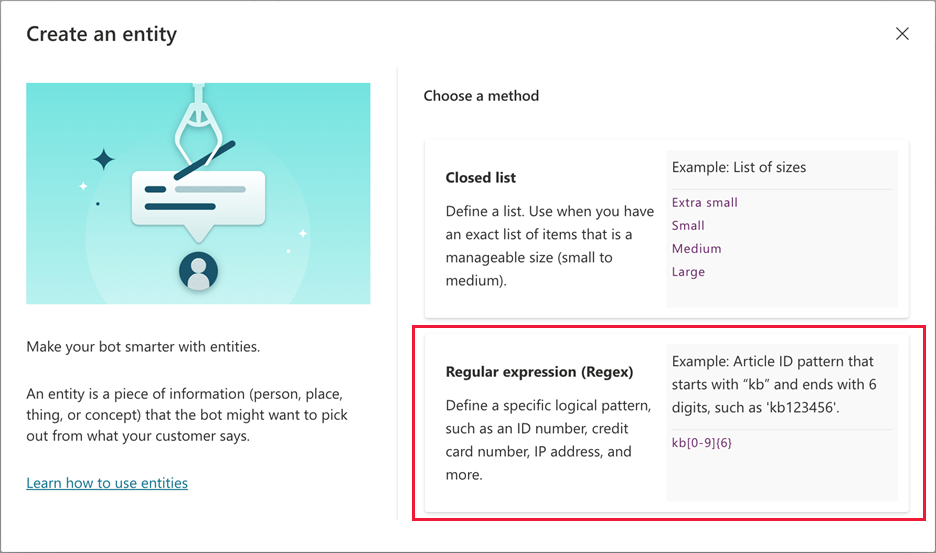 Create an entity
Make your bot smarter with entities.
An entity is a piece of information (person, place,
thing, or concept) that the bot might want to pick
out from what your customer says.
Learn how to use entities
Choose a method
Closed list
Define a list. Use when you have
an exact list of items that is a
manageable size (small to
medium).
Example: List of sizes
Extra small
Small
Medium
Large
Regular expression (Regex)
Define a specific logical pattern,
such as an ID number, credit
card number, IP address, and
more.
Example: Article ID pattern that
starts with “kb” and ends with 6
digits, such as 'kb123456'.
kb[0-9]{6}